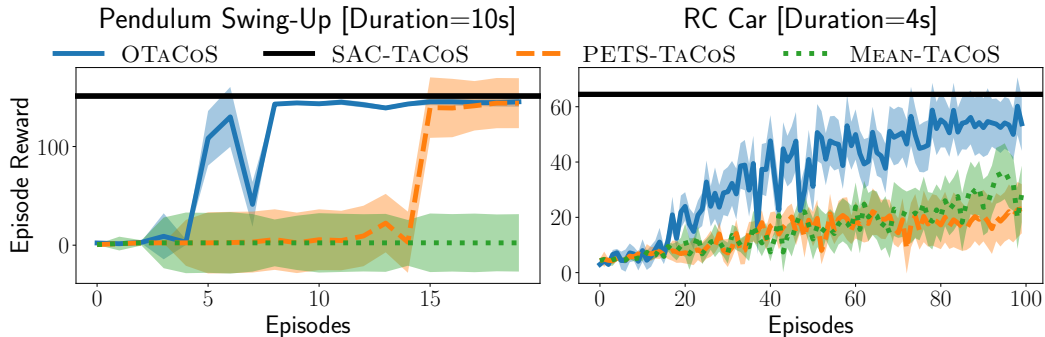 Pendulum Swing-Up [Duration=10s] RC Car [Duration=4s]
OTACOS SAC-TACOS PETS-TACOS MEAN-TACOS
Episode Reward
100
0
0 5 10 15
Episodes
60
40
20
0
0 20 40 60 80 100
Episodes